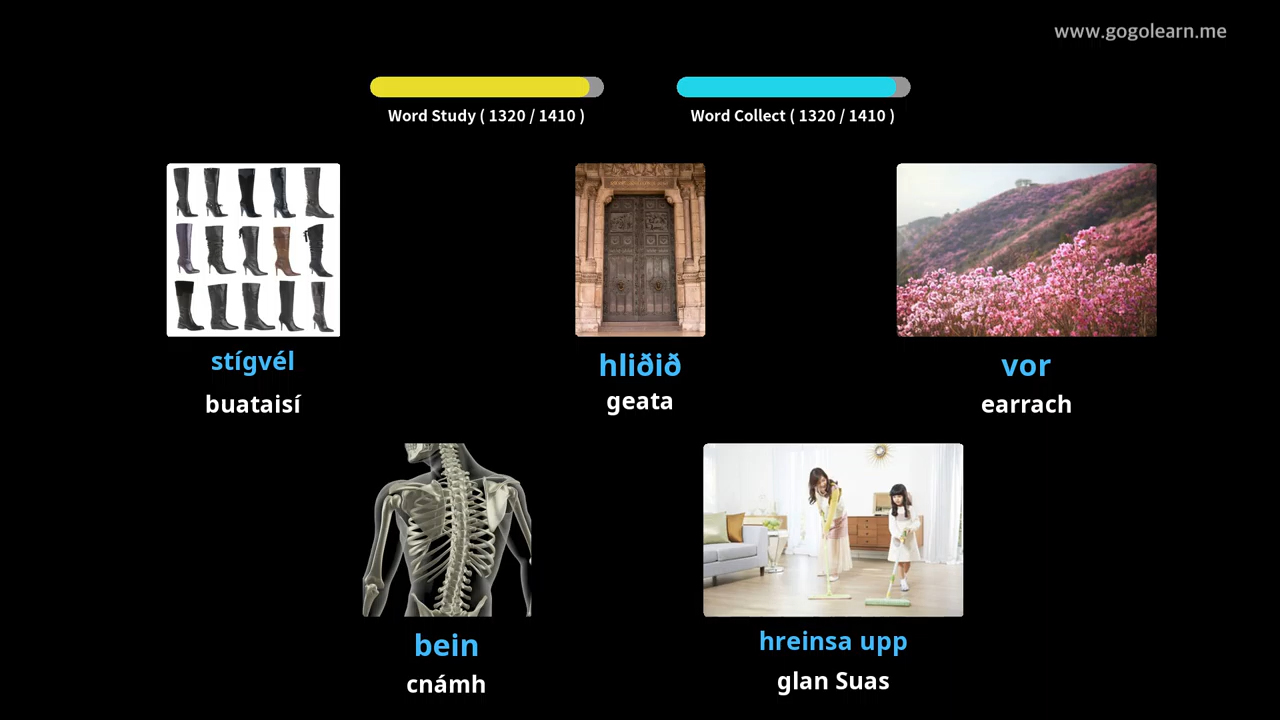 www.gogolearn.me
Word Study ( 1320 / 1410 )
Word Collect ( 1320 / 1410 )
stígvél
buataisí
hliðið
geata
vor
earrach
bein
cnámh
hreinsa upp
glan Suas